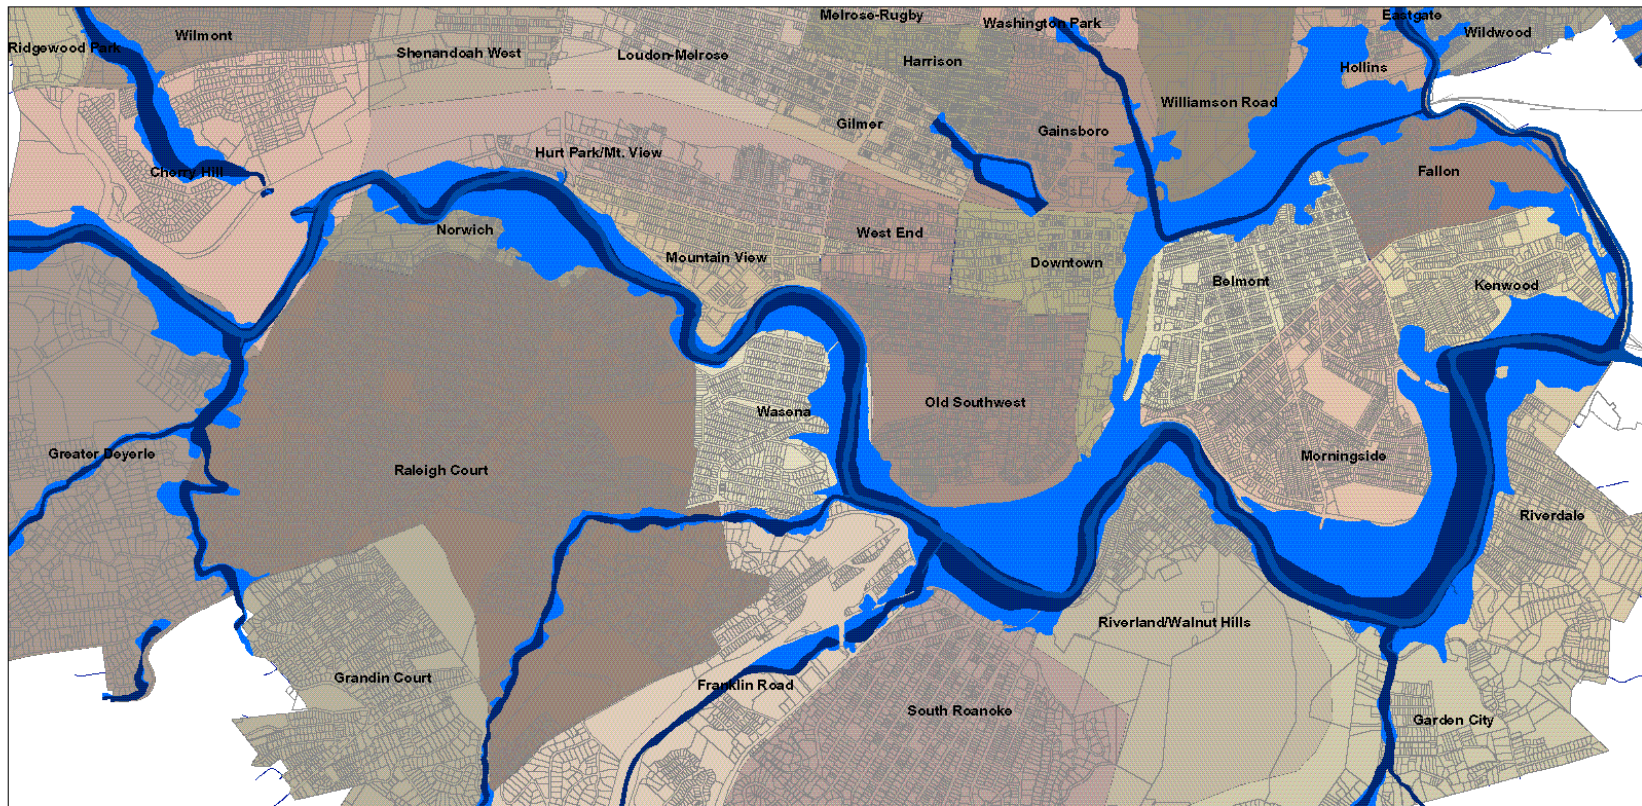 Melrose-Rugby
Washington Park
Eastgate
Wilmont
Ridgewood Park
Shenandoah West
Loudon-Melrose
Harrison
Wildwood
Hollins
Williamson Road
Gilmer
Gainsboro
Hurt Park/Mt. View
Cherry Hill
Fallon
Norwich
West End
Mountain View
Downtown
Belmont
Kenwood
Wasena
Old Southwest
Greater Deyerle
Raleigh Court
Morningside
Riverdale
Riverland/Walnut Hills
Grandin Court
Franklin Road
South Roanoke
Garden City